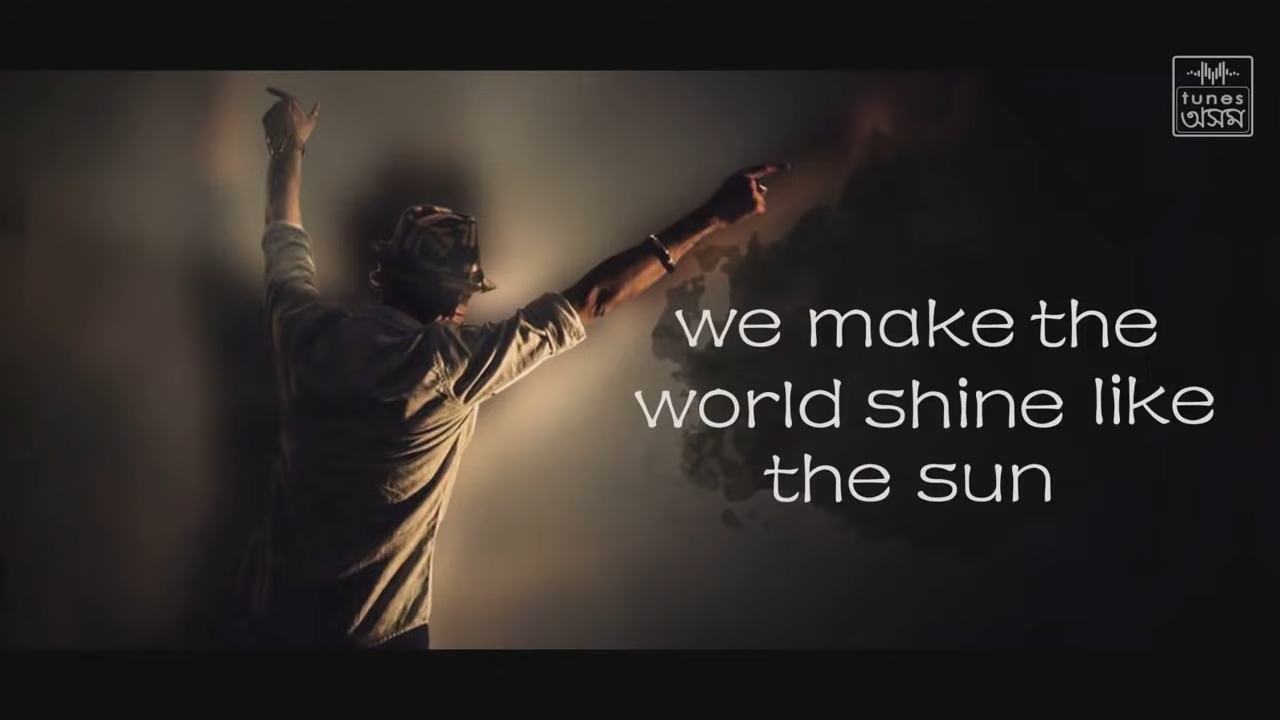 tunes
অসম
we make the
world shine like
the sun